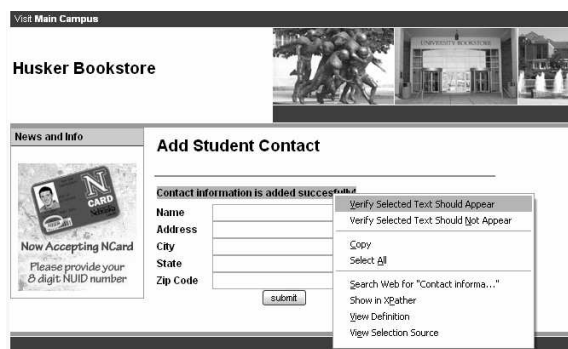 Visit Main Campus
Husker Bookstore
UNIVERSITY BOOKSTORE
News and Info
N
CARD
Nebraska
Now Accepting NCard
Please provide your
8 digit NUID number
Add Student Contact
Contact information is added succesfully!
Name
Address
City
State
Zip Code
submit
Verify Selected Text Should Appear
Verify Selected Text Should Not Appear
Copy
Select All
Search Web for "Contact informa..."
Show in XPather
View Definition
View Selection Source